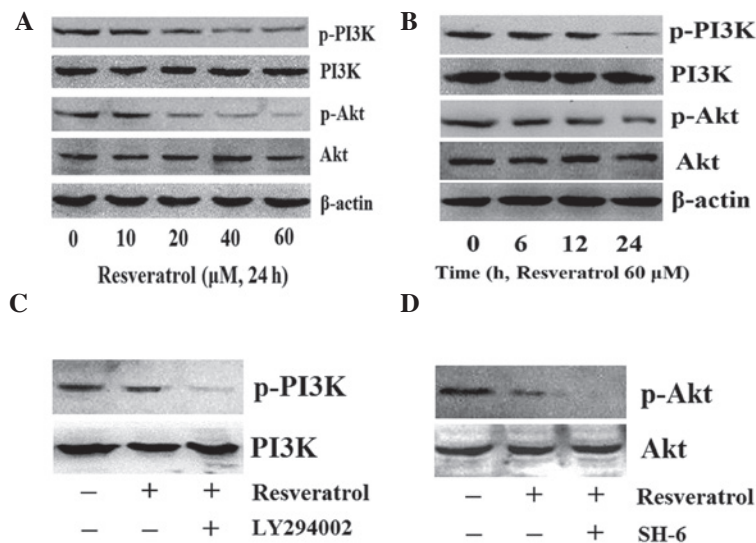 A
p-PI3K
PI3K
p-Akt
Akt
β-actin
0 10 20 40 60
Resveratrol (μM, 24 h)
B
p-PI3K
PI3K
p-Akt
Akt
β-actin
0 6 12 24
Time (h, Resveratrol 60 μM)
C
p-PI3K
PI3K
– + + Resveratrol
– – + LY294002
D
p-Akt
Akt
– + + Resveratrol
– – + SH-6